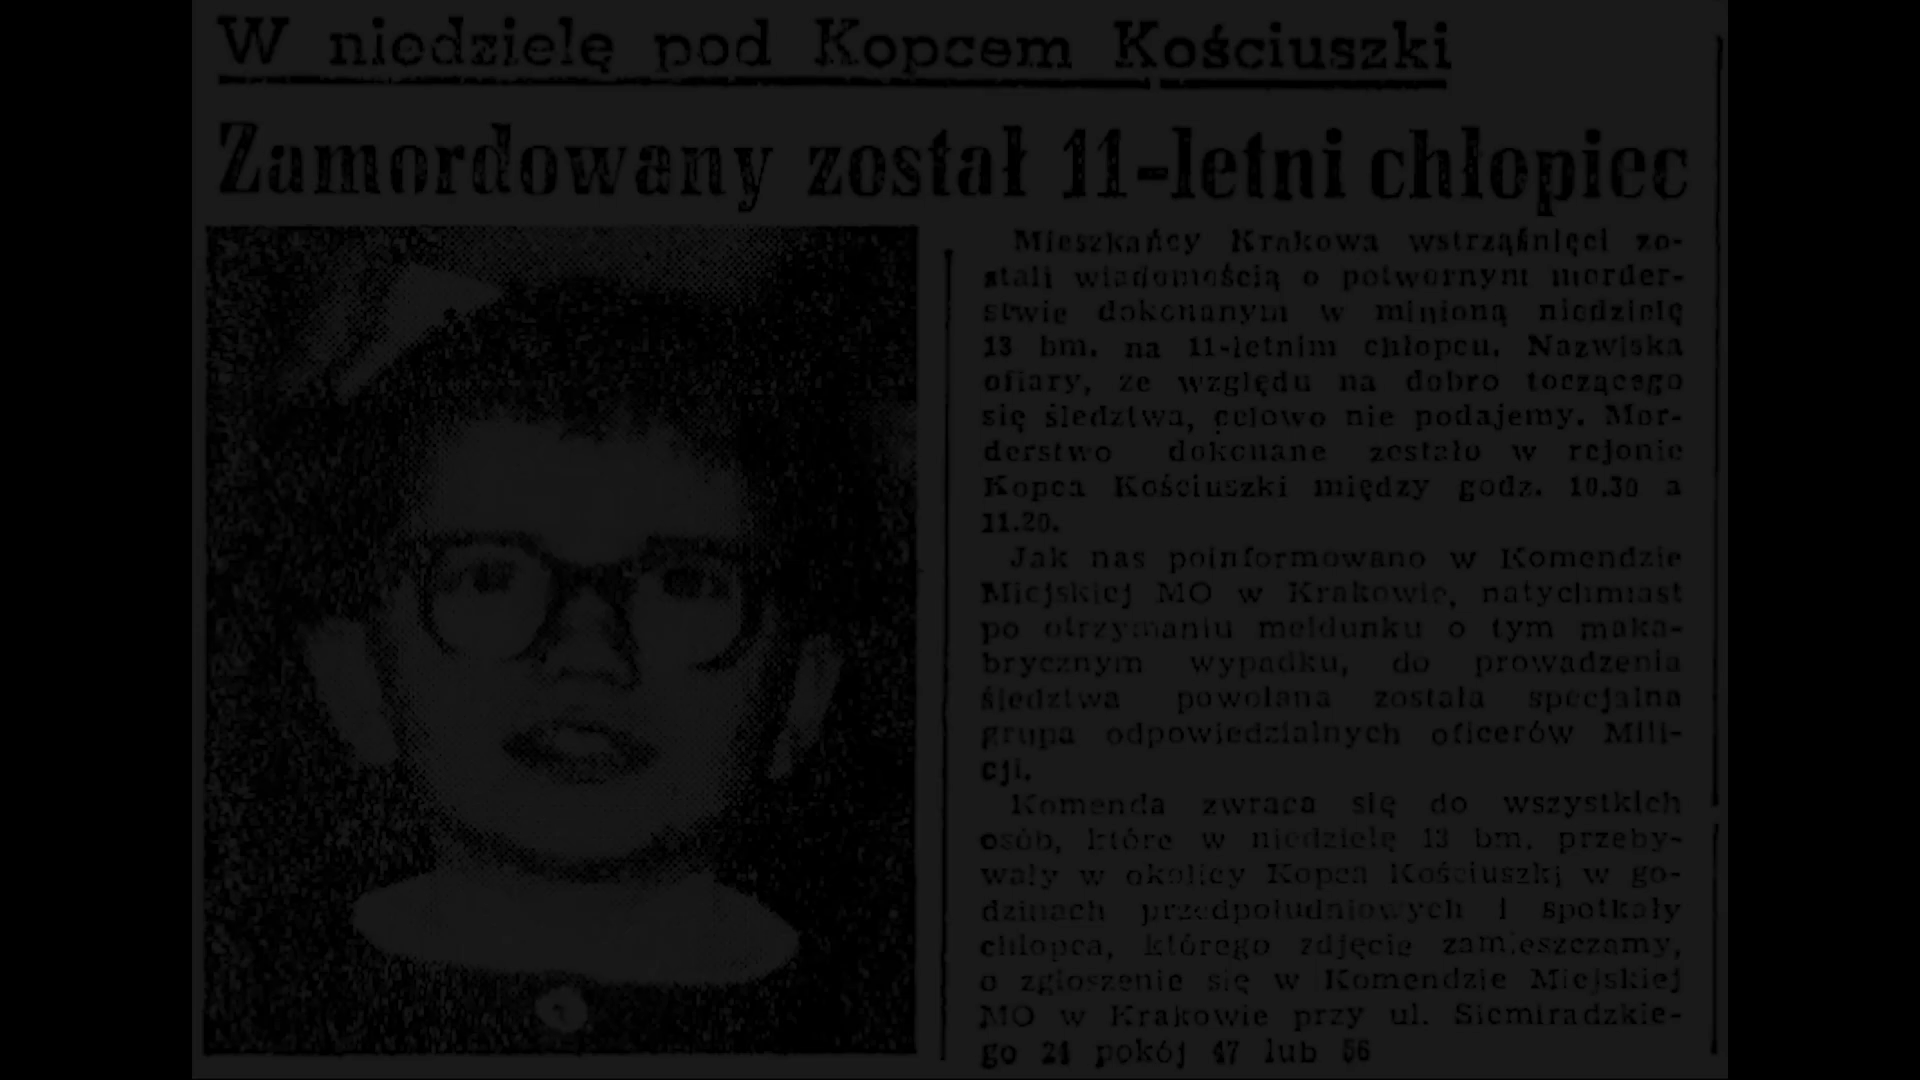 W niedzielę pod Kopcem Kościuszki
Zamordowany został 11-letni chłopiec
Mieszkańcy Krakowa wstrząśnięci zo-
stali wiadomością o potwornym morder-
stwie dokonanym w minioną niedzielę
13 bm. na 11-letnim chłopcu. Nazwiska
ofiary, ze względu na dobro toczącego
się śledztwa, celowo nie podajemy. Mor-
derstwo dokonane zostało w rejonie
Kopca Kościuszki między godz. 10.30 a
11.20.
Jak nas poinformowano w Komendzie
Miejskiej MO w Krakowie, natychmiast
po otrzymaniu meldunku o tym maka-
brycznym wypadku, do prowadzenia
śledztwa powołana została specjalna
grupa odpowiedzialnych oficerów Mili-
cji.
Komenda zwraca się do wszystkich
osób, które w niedzielę 13 bm. przeby-
wały w okolicy Kopca Kościuszki w go-
dzinach przedpołudniowych i spotkały
chłopca, którego zdjęcie zamieszczamy,
o zgłoszenie się w Komendzie Miejskiej
MO w Krakowie przy ul. Siemiradzkie-
go 24 pokój 47 lub 56